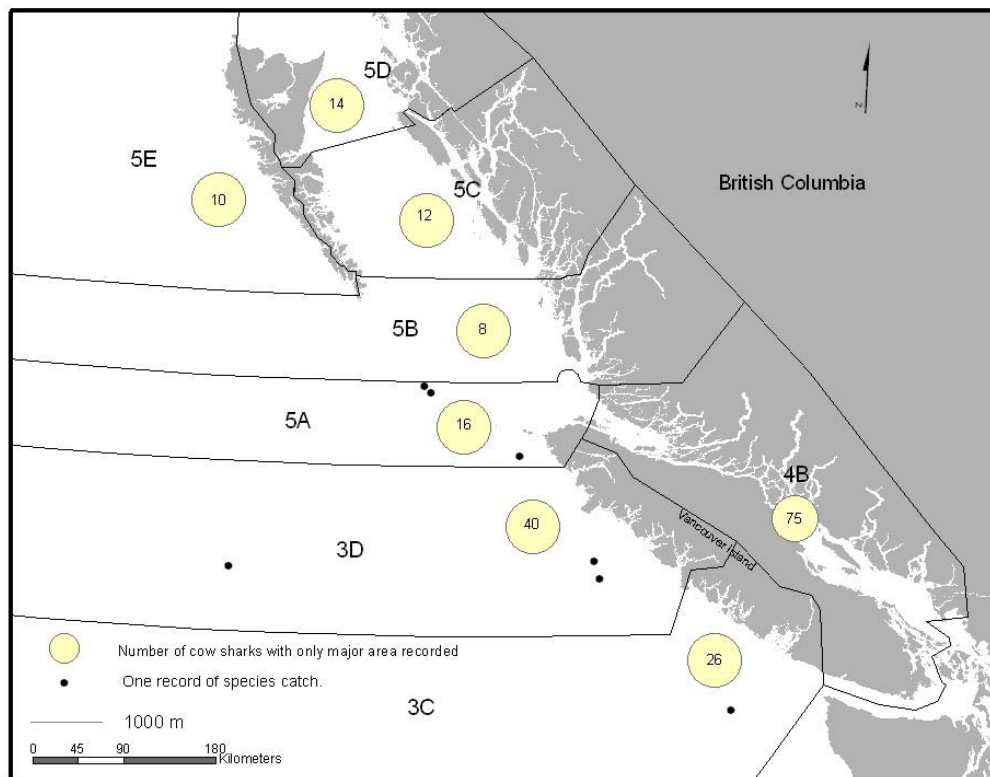 5D
14
5E
10
5C
12
British Columbia
N
5B
8
5A
16
4B
75
40
3D
Vancouver Island
26
Number of cow sharks with only major area recorded
One record of species catch.
3C
1000 m
0 45 90 180
Kilometers